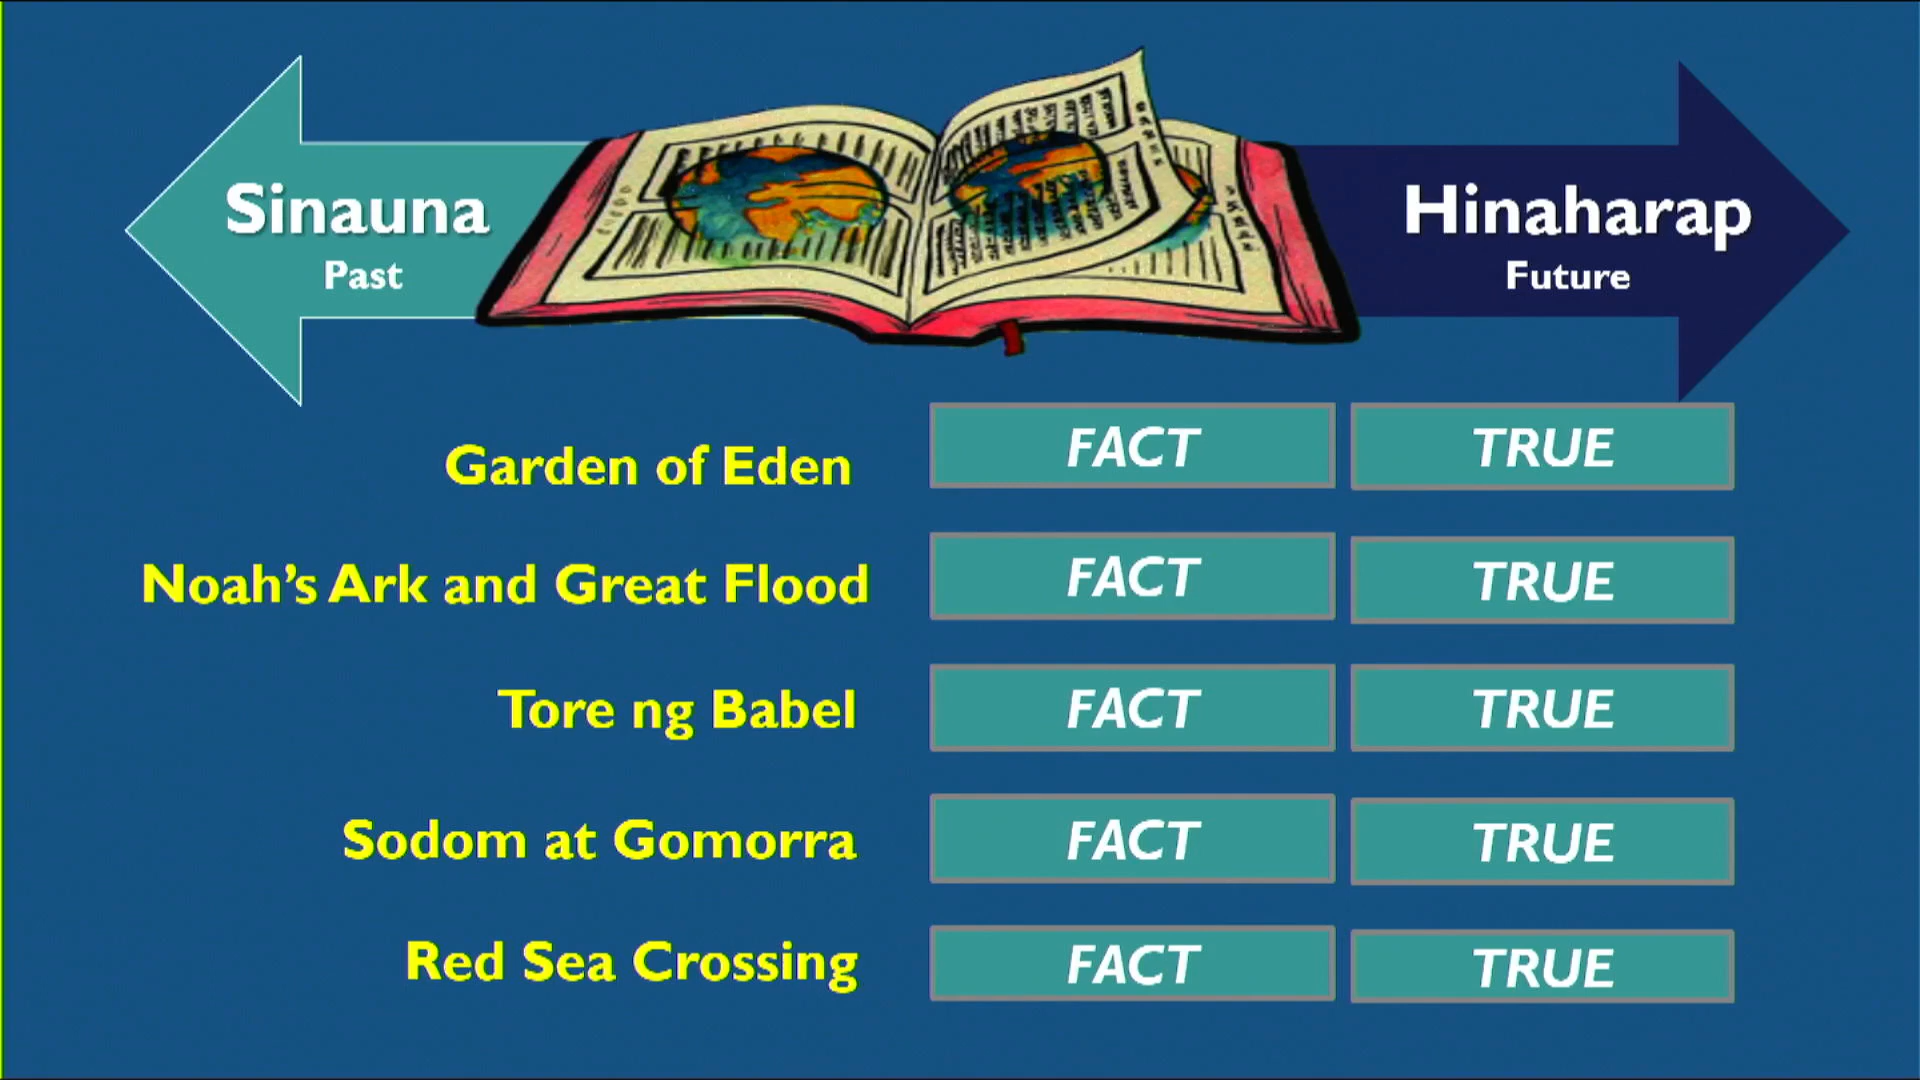 Sinauna
Past
Hinaharap
Future
Garden of Eden FACT TRUE
Noah's Ark and Great Flood FACT TRUE
Tore ng Babel FACT TRUE
Sodom at Gomorra FACT TRUE
Red Sea Crossing FACT TRUE